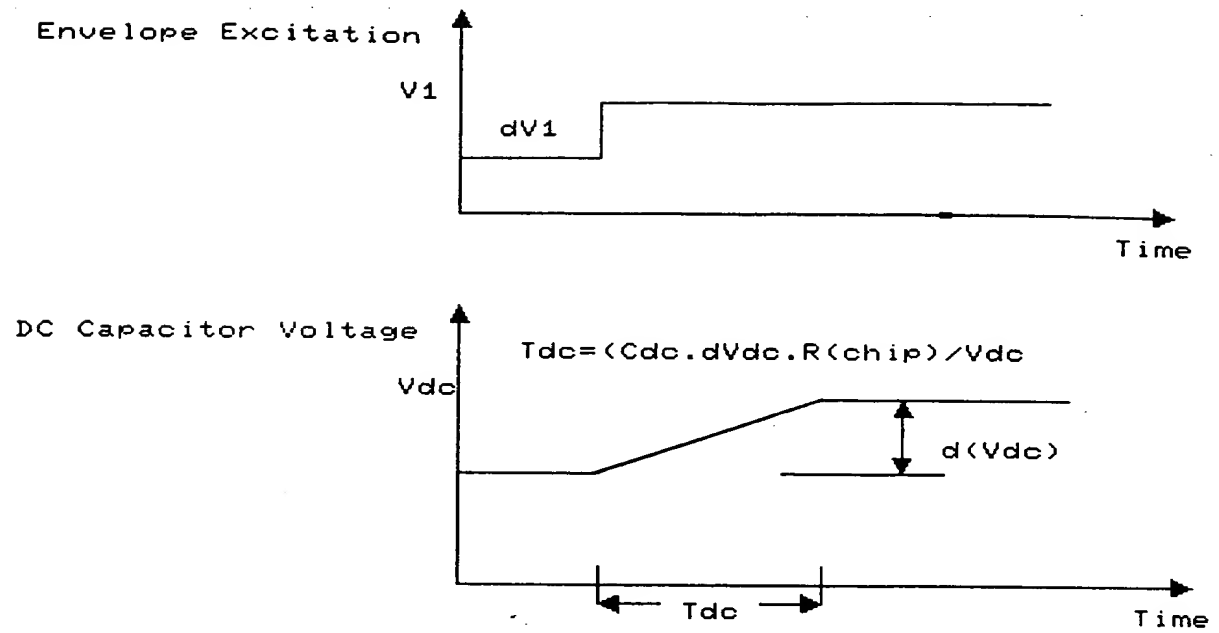 Envelope Excitation
V1
dV1
Time
DC Capacitor Voltage
Tdc=(Cdc.dVdc.R(chip)/Vdc
Vdc
d(Vdc)
Tdc
Time